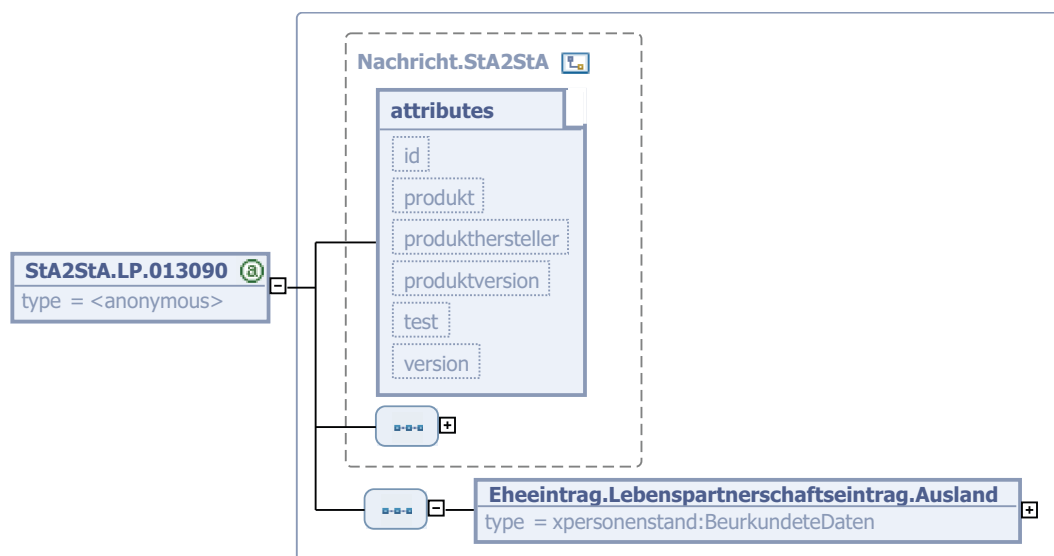 Nachricht.StA2StA
attributes
id
produkt
produkthersteller
produktversion
test
version
StA2StA.LP.013090 @
type = <anonymous>
Eheeintrag.Lebenspartnerschaftseintrag.Ausland
type = xpersonenstand:BeurkundeteDaten